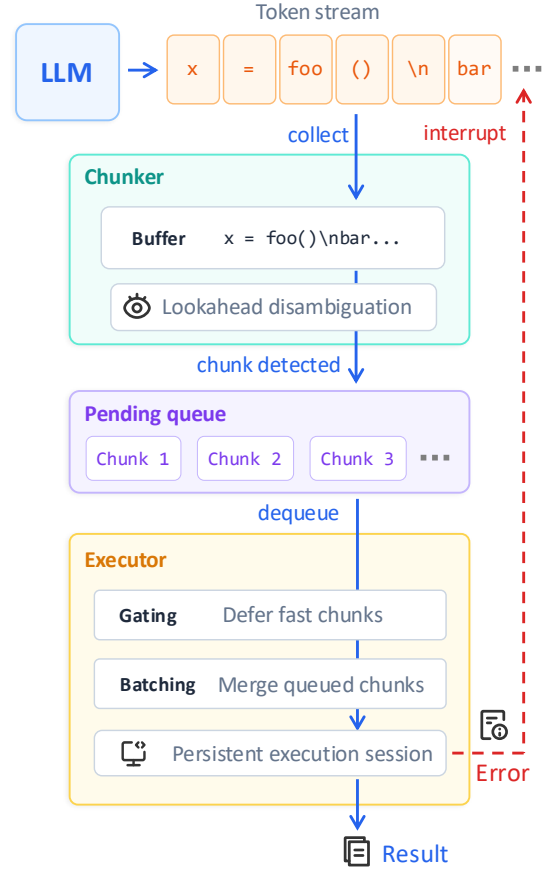 Token stream
LLM x = foo () \n bar ...
collect interrupt
Chunker
Buffer x = foo()\nbar...
Lookahead disambiguation
chunk detected
Pending queue
Chunk 1 Chunk 2 Chunk 3 ...
dequeue
Executor
Gating Defer fast chunks
Batching Merge queued chunks
Persistent execution session
Error
Result